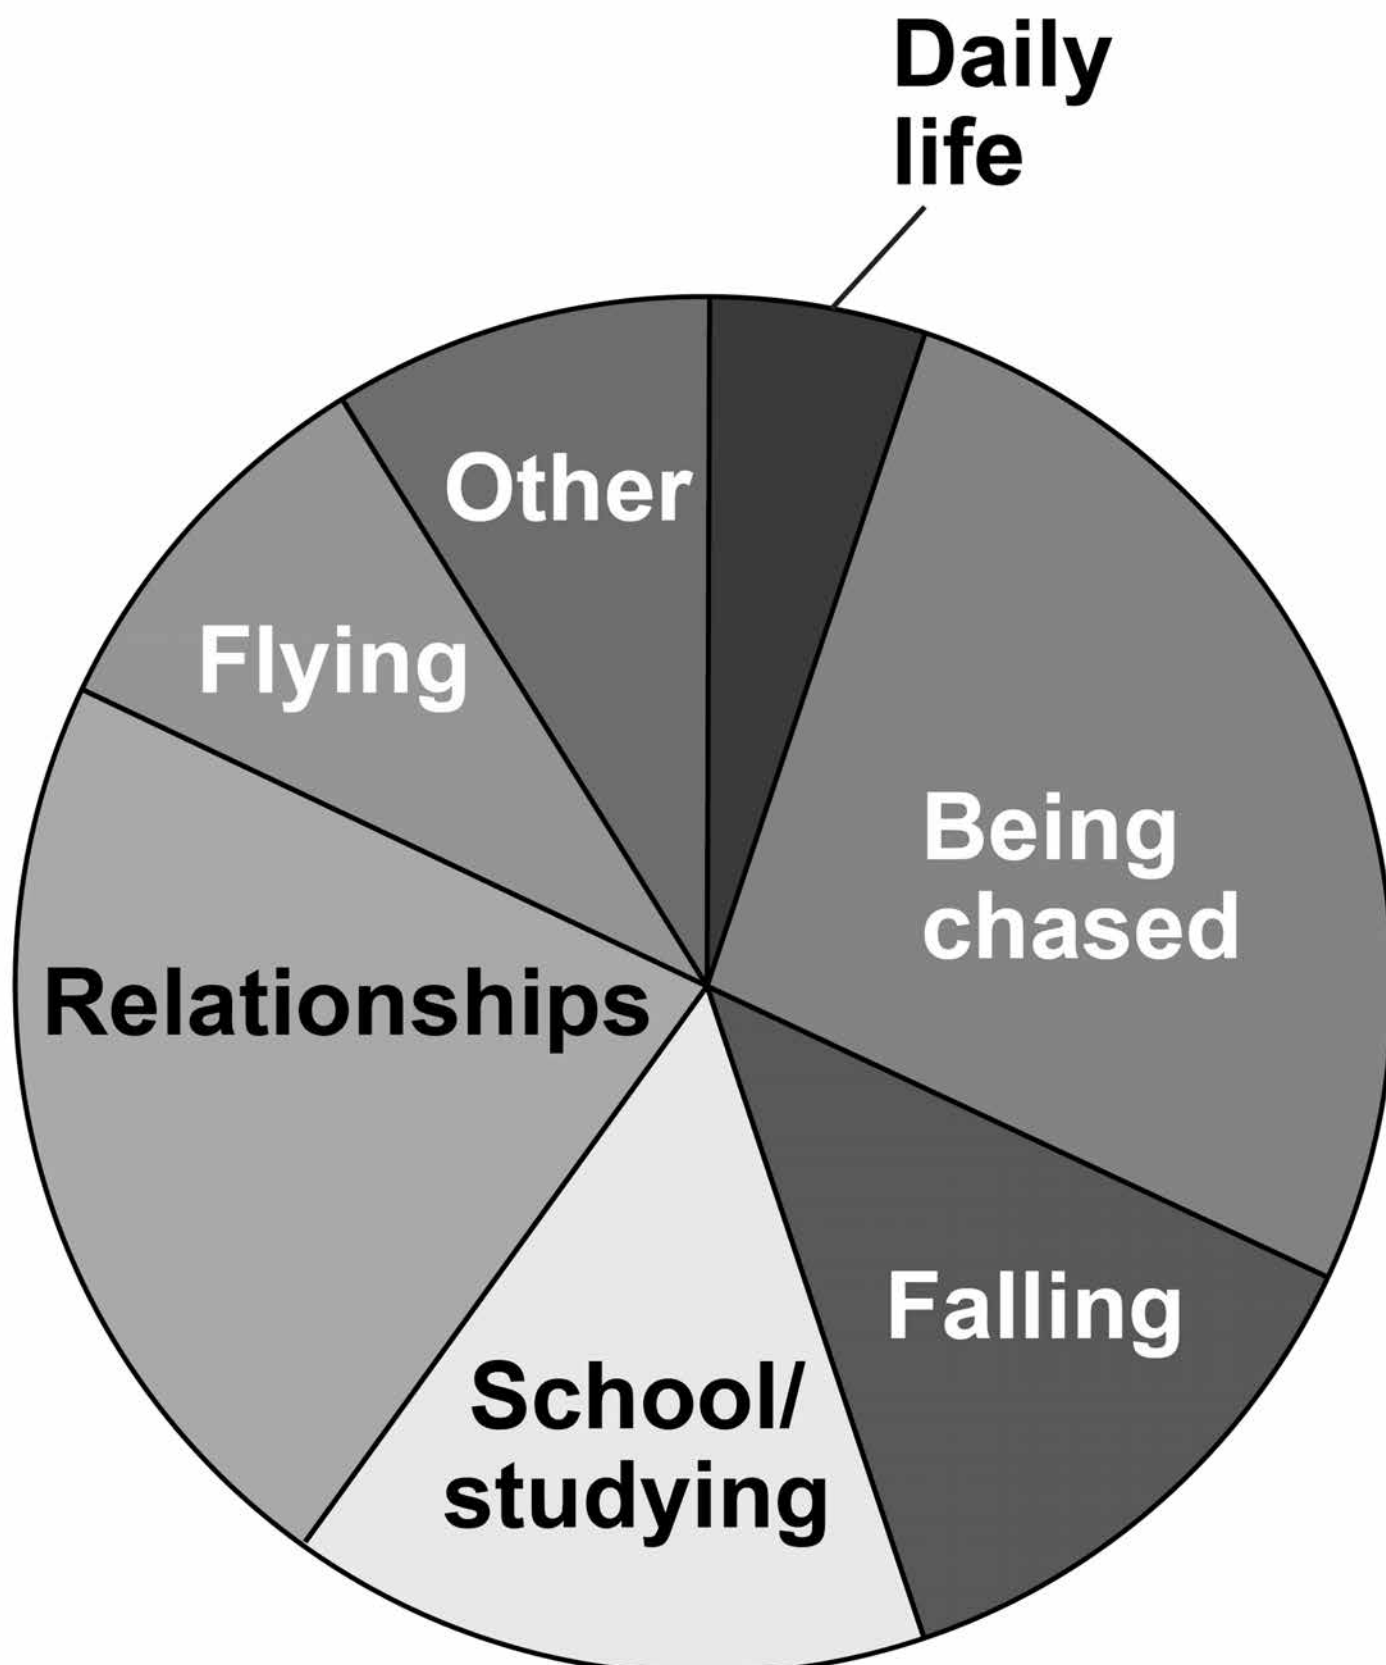 Daily
life
Other
Flying
Being
chased
Relationships
Falling
School/
studying